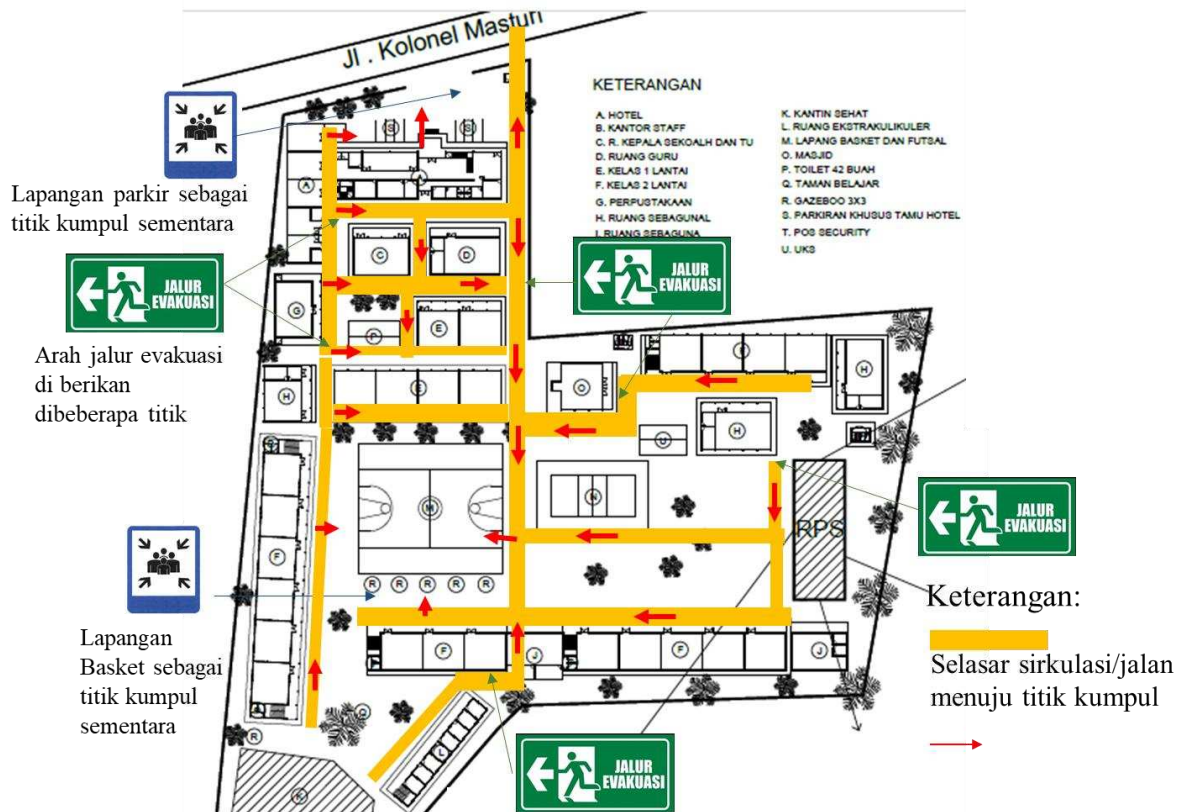 Jl . Kolonel Masturi
KETERANGAN
A. HOTEL
B. KANTOR STAFF
C. R. KEPALA SEKOALH DAN TU
D. RUANG GURU
E. KELAS 1 LANTAI
F. KELAS 2 LANTAI
G. PERPUSTAKAAN
H. RUANG SEBAGUNAL
I. RUANG SEBAGUNA
K. KANTIN SEHAT
L. RUANG EKSTRAKULIKULER
M. LAPANG BASKET DAN FUTSAL
O. MASJID
P. TOILET 42 BUAH
Q. TAMAN BELAJAR
R. GAZEBOO 3X3
S. PARKIRAN KHUSUS TAMU HOTEL
T. POS SECURITY
U. UKS
Lapangan parkir sebagai
titik kumpul sementara
JALUR
EVAKUASI
Arah jalur evakuasi
di berikan
dibeberapa titik
JALUR
EVAKUASI
S
S
A
A
C
D
G
P
E
E
H
O
H
H
U
M
N
F
R
R
R
R
R
RPS
JALUR
EVAKUASI
Lapangan
Basket sebagai
titik kumpul
sementara
F
J
F
J
R
K
JALUR
EVAKUASI
Keterangan:
Selasar sirkulasi/jalan
menuju titik kumpul